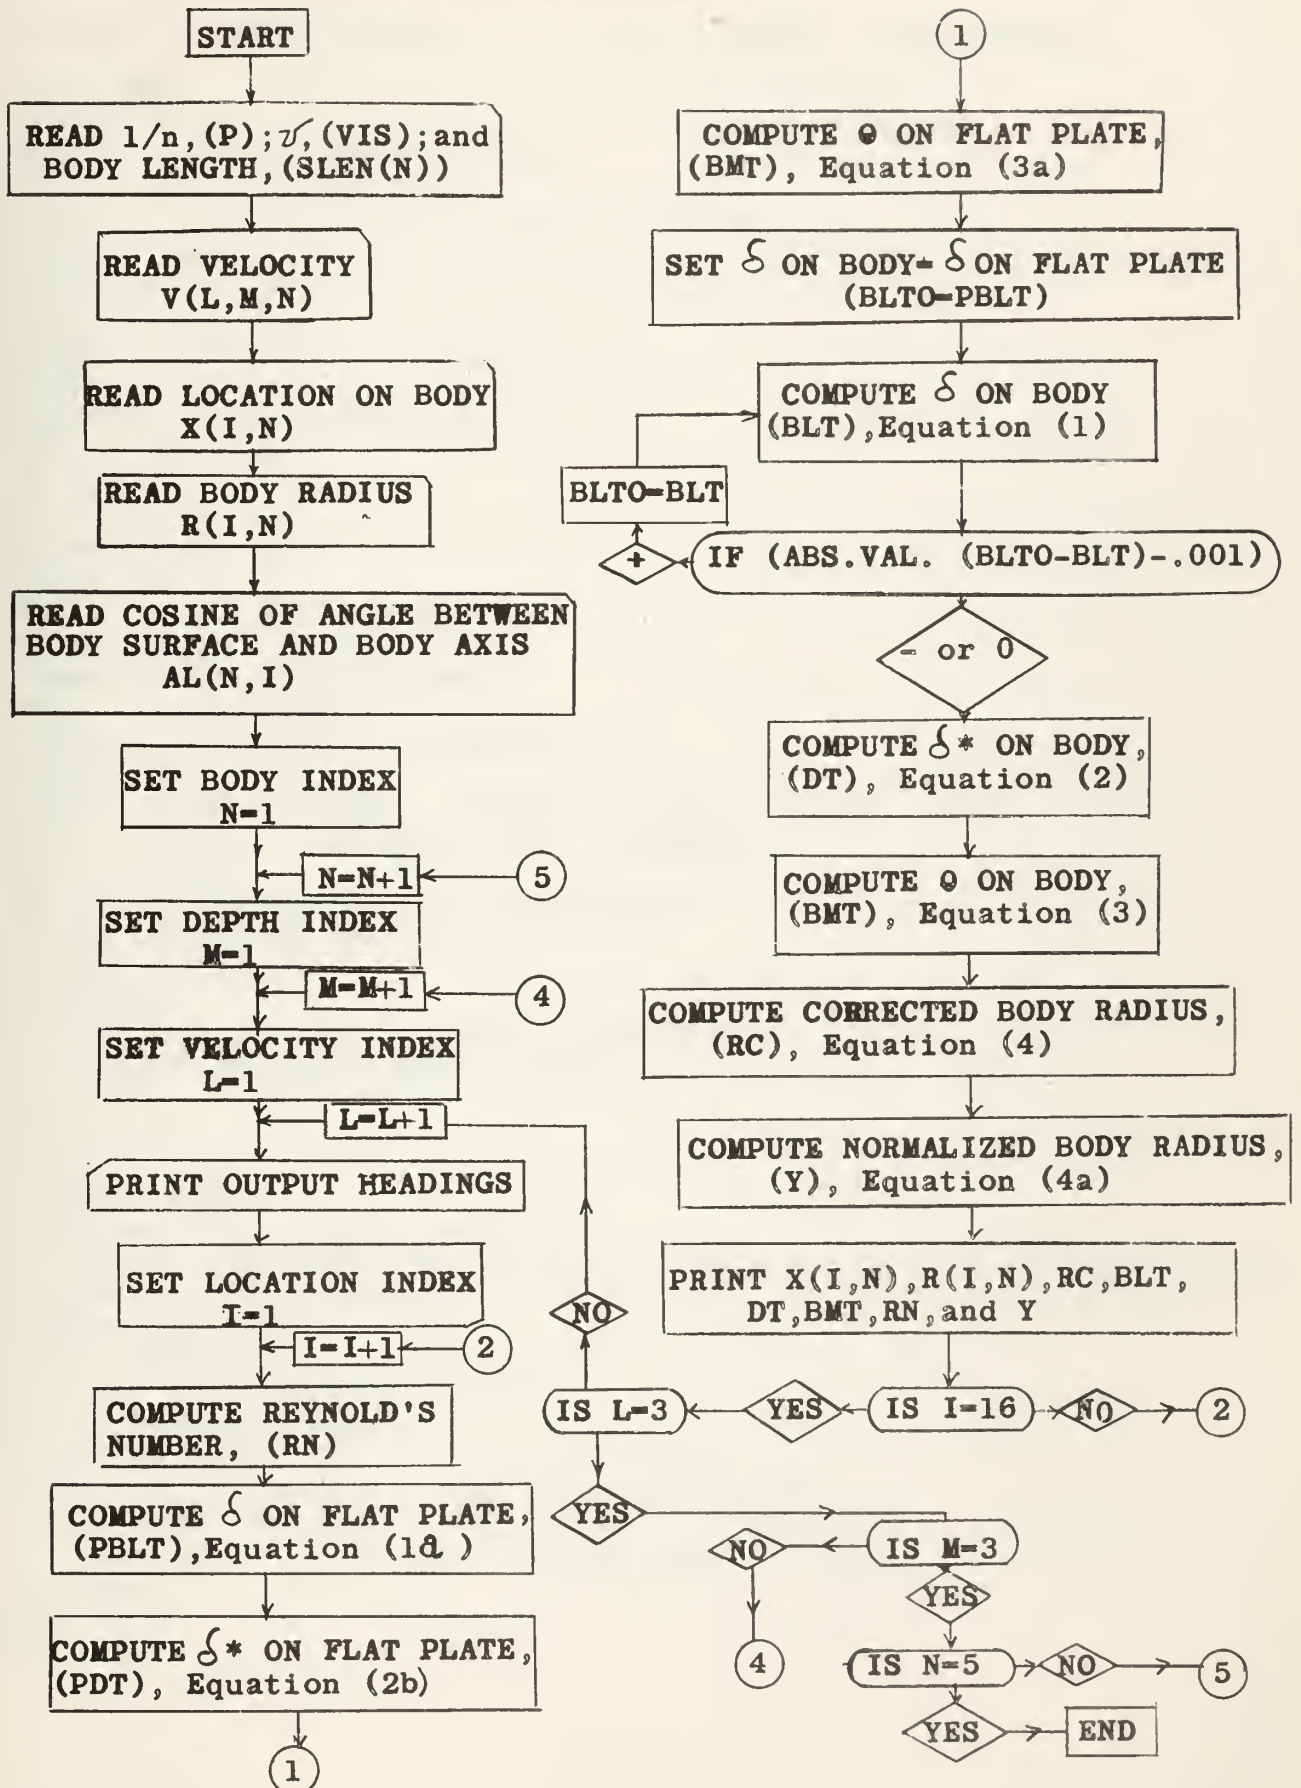 START
READ 1/n, (P); 𝜐, (VIS); and
BODY LENGTH, (SLEN(N))
READ VELOCITY
V(L,M,N)
READ LOCATION ON BODY
X(I,N)
READ BODY RADIUS
R(I,N)
READ COSINE OF ANGLE BETWEEN
BODY SURFACE AND BODY AXIS
AL(N,I)
SET BODY INDEX
N=1
N=N+1
5
SET DEPTH INDEX
M=1
M=M+1
4
SET VELOCITY INDEX
L=1
L=L+1
PRINT OUTPUT HEADINGS
SET LOCATION INDEX
I=1
I=I+1
2
COMPUTE REYNOLD'S
NUMBER, (RN)
COMPUTE δ ON FLAT PLATE,
(PBLT), Equation (1a)
COMPUTE δ* ON FLAT PLATE,
(PDT), Equation (2b)
1
1
COMPUTE Θ ON FLAT PLATE,
(BMT), Equation (3a)
SET δ ON BODY= δ ON FLAT PLATE
(BLTO=PBLT)
COMPUTE δ ON BODY
(BLT), Equation (1)
BLTO=BLT
+
IF (ABS.VAL. (BLTO-BLT)-.001)
- or 0
COMPUTE δ* ON BODY,
(DT), Equation (2)
COMPUTE Θ ON BODY,
(BMT), Equation (3)
COMPUTE CORRECTED BODY RADIUS,
(RC), Equation (4)
COMPUTE NORMALIZED BODY RADIUS,
(Y), Equation (4a)
PRINT X(I,N),R(I,N),RC,BLT,
DT,BMT,RN,and Y
NO
IS L=3
YES
IS I=16
NO
2
YES
NO
IS M=3
YES
4
IS N=5
NO
5
YES
END